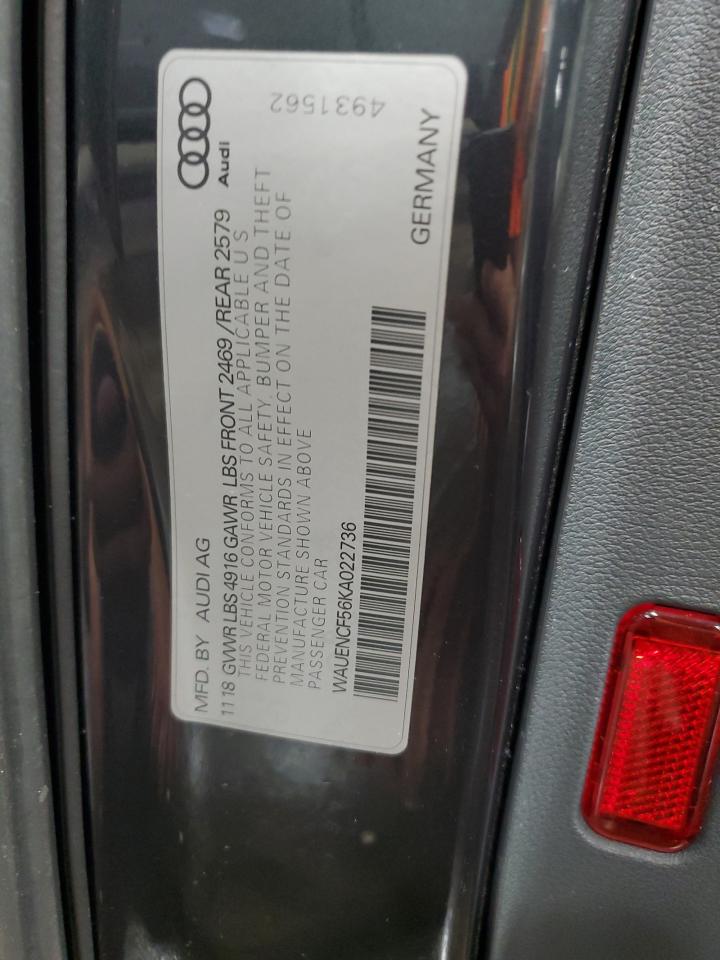 MFD. BY AUDI AG
Audi
11 18 GVWR LBS 4916 GAWR LBS FRONT 2469 /REAR 2579
THIS VEHICLE CONFORMS TO ALL APPLICABLE U S
FEDERAL MOTOR VEHICLE SAFETY, BUMPER AND THEFT
PREVENTION STANDARDS IN EFFECT ON THE DATE OF
MANUFACTURE SHOWN ABOVE
PASSENGER CAR
4931562
WAUENCF56KA022736
GERMANY